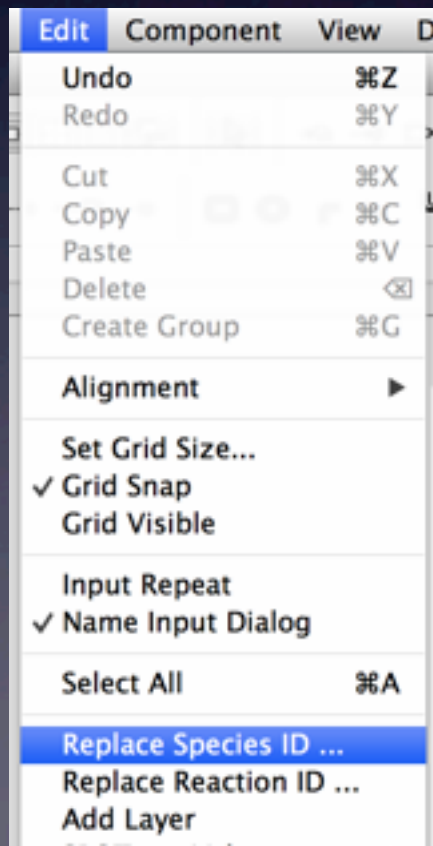 Edit Component View D
Undo ⌘Z
Redo ⌘Y
Cut ⌘X
Copy ⌘C
Paste ⌘V
Delete ⌫
Create Group ⌘G
Alignment ▶
Set Grid Size...
✓ Grid Snap
Grid Visible
Input Repeat
✓ Name Input Dialog
Select All ⌘A
Replace Species ID ...
Replace Reaction ID ...
Add Layer